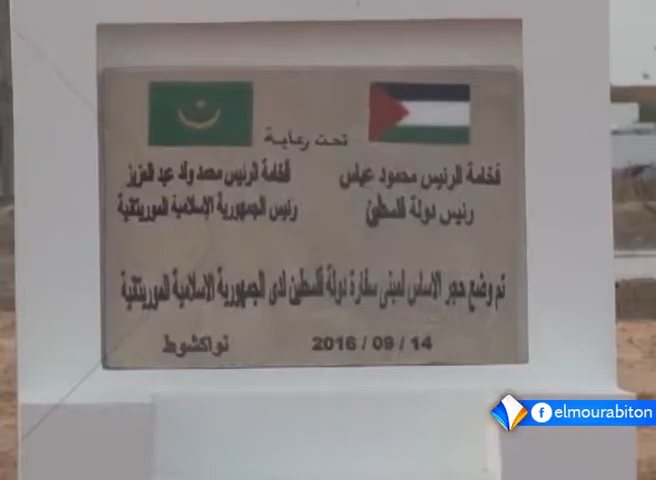 تحت رعاية
فخامة الرئيس محمود عباس
رئيس دولة فلسطين
فخامة الرئيس محمد ولد عبد العزيز
رئيس الجمهورية الإسلامية الموريتانية
تم وضع حجر الاساس لمبنى سفارة دولة فلسطين لدى الجمهورية الإسلامية الموريتانية
2016 / 09 / 14
نواكشوط
elmourabiton